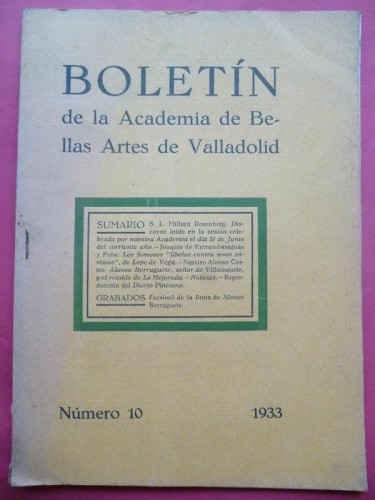 BOLETÍN
de la Academia de Be-
llas Artes de Valladolid
SUMARIO S. L. Millard Rosenberg: Dis-
curso leído en la sesión cele-
brada por nuestra Academia el día 10 de Junio
del corriente año.—Joaquín de Entrambasaguas
y Peña: Los famosos "libelos contra unos có-
micos", de Lope de Vega.—Narciso Alonso Cor-
tés: Alonso Berruguete, señor de Villatoquite,
y el retablo de La Mejorada.—Noticias.—Repro-
ducción del Diario Pinciano.
GRABADOS Facsímil de la firma de Alonso
Berruguete.
Número 10 1933